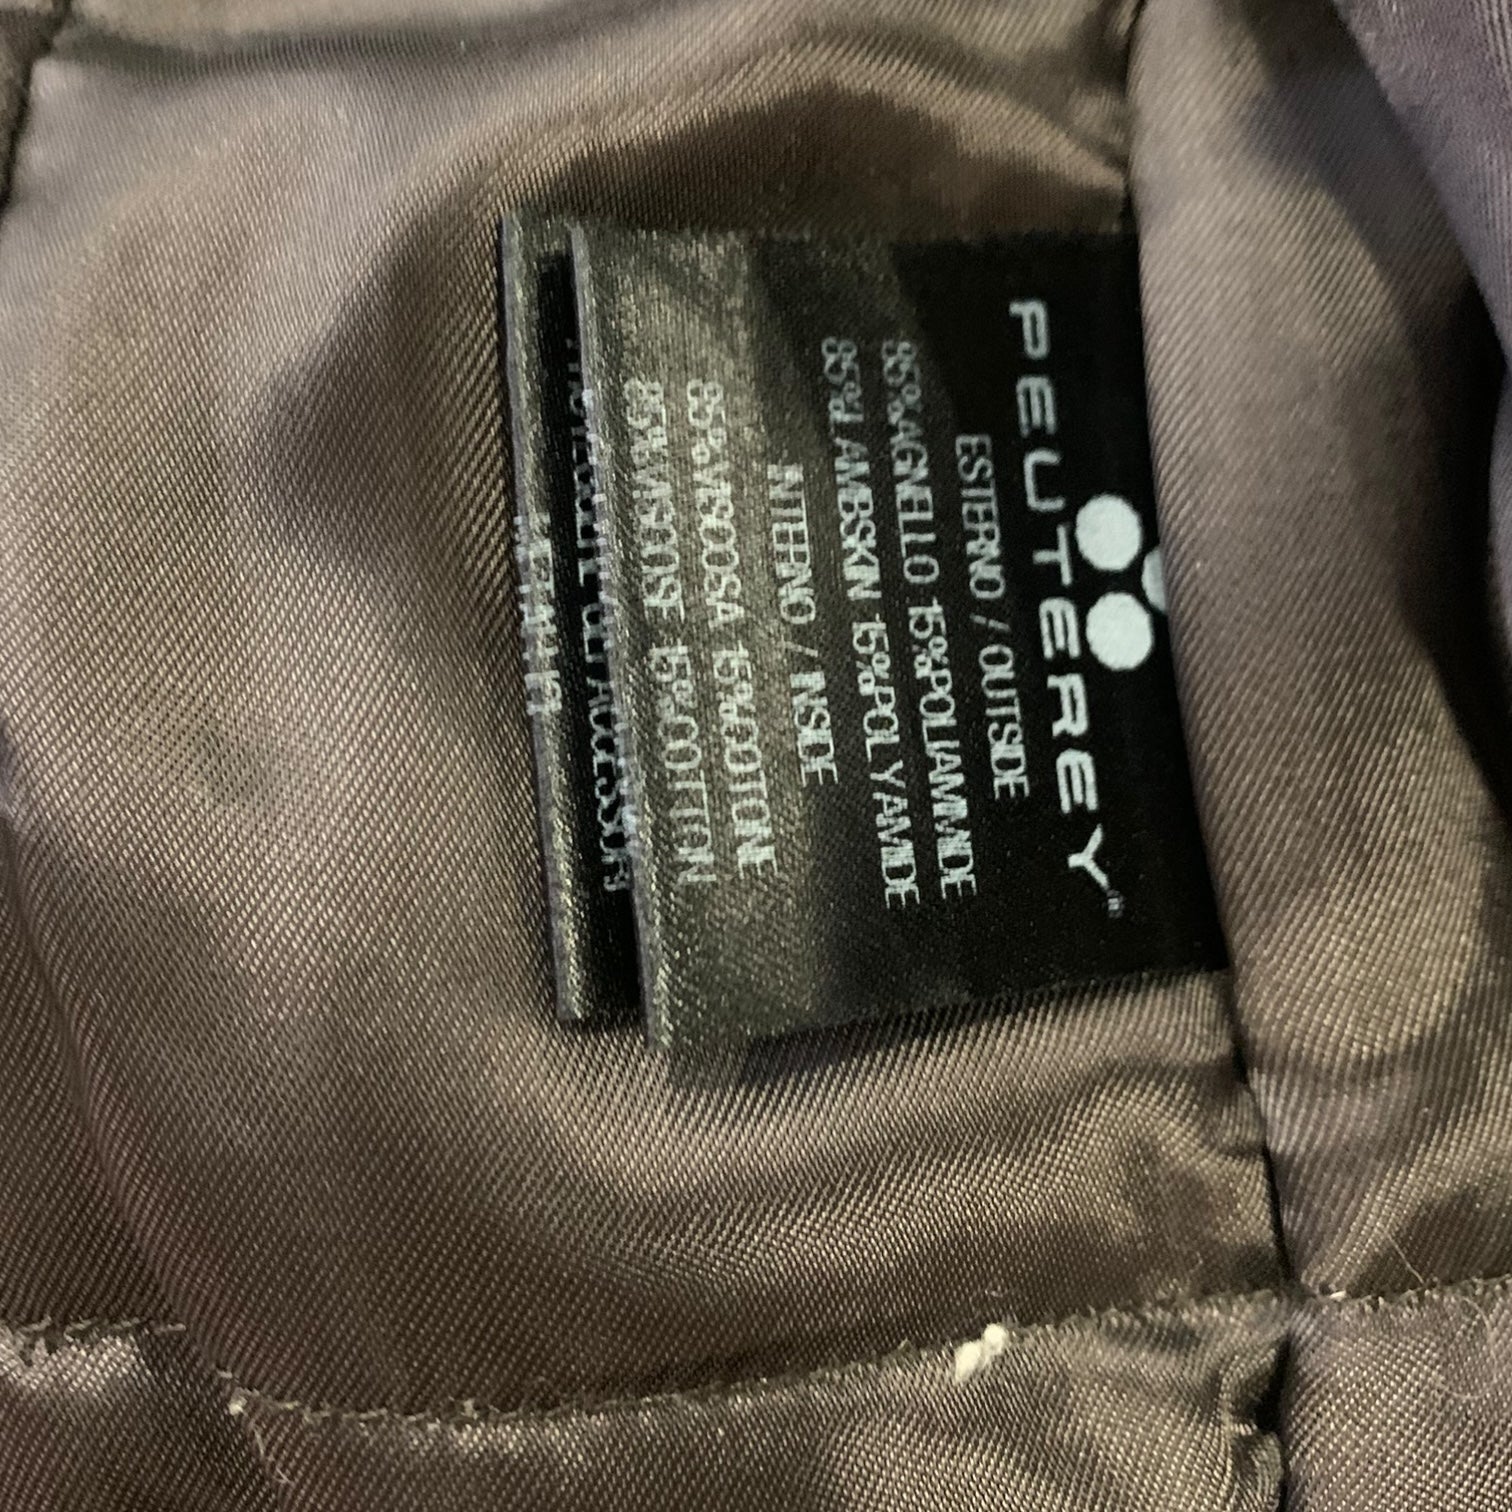 PEUTEREY
ESTERNO / OUTSIDE
85%AGNELLO 15%POLIAMMIDE
85%LAMBSKIN 15%POLYAMIDE
INTERNO / INSIDE
85%VISCOSA 15%COTONE
85%VISCOSE 15%COTTON